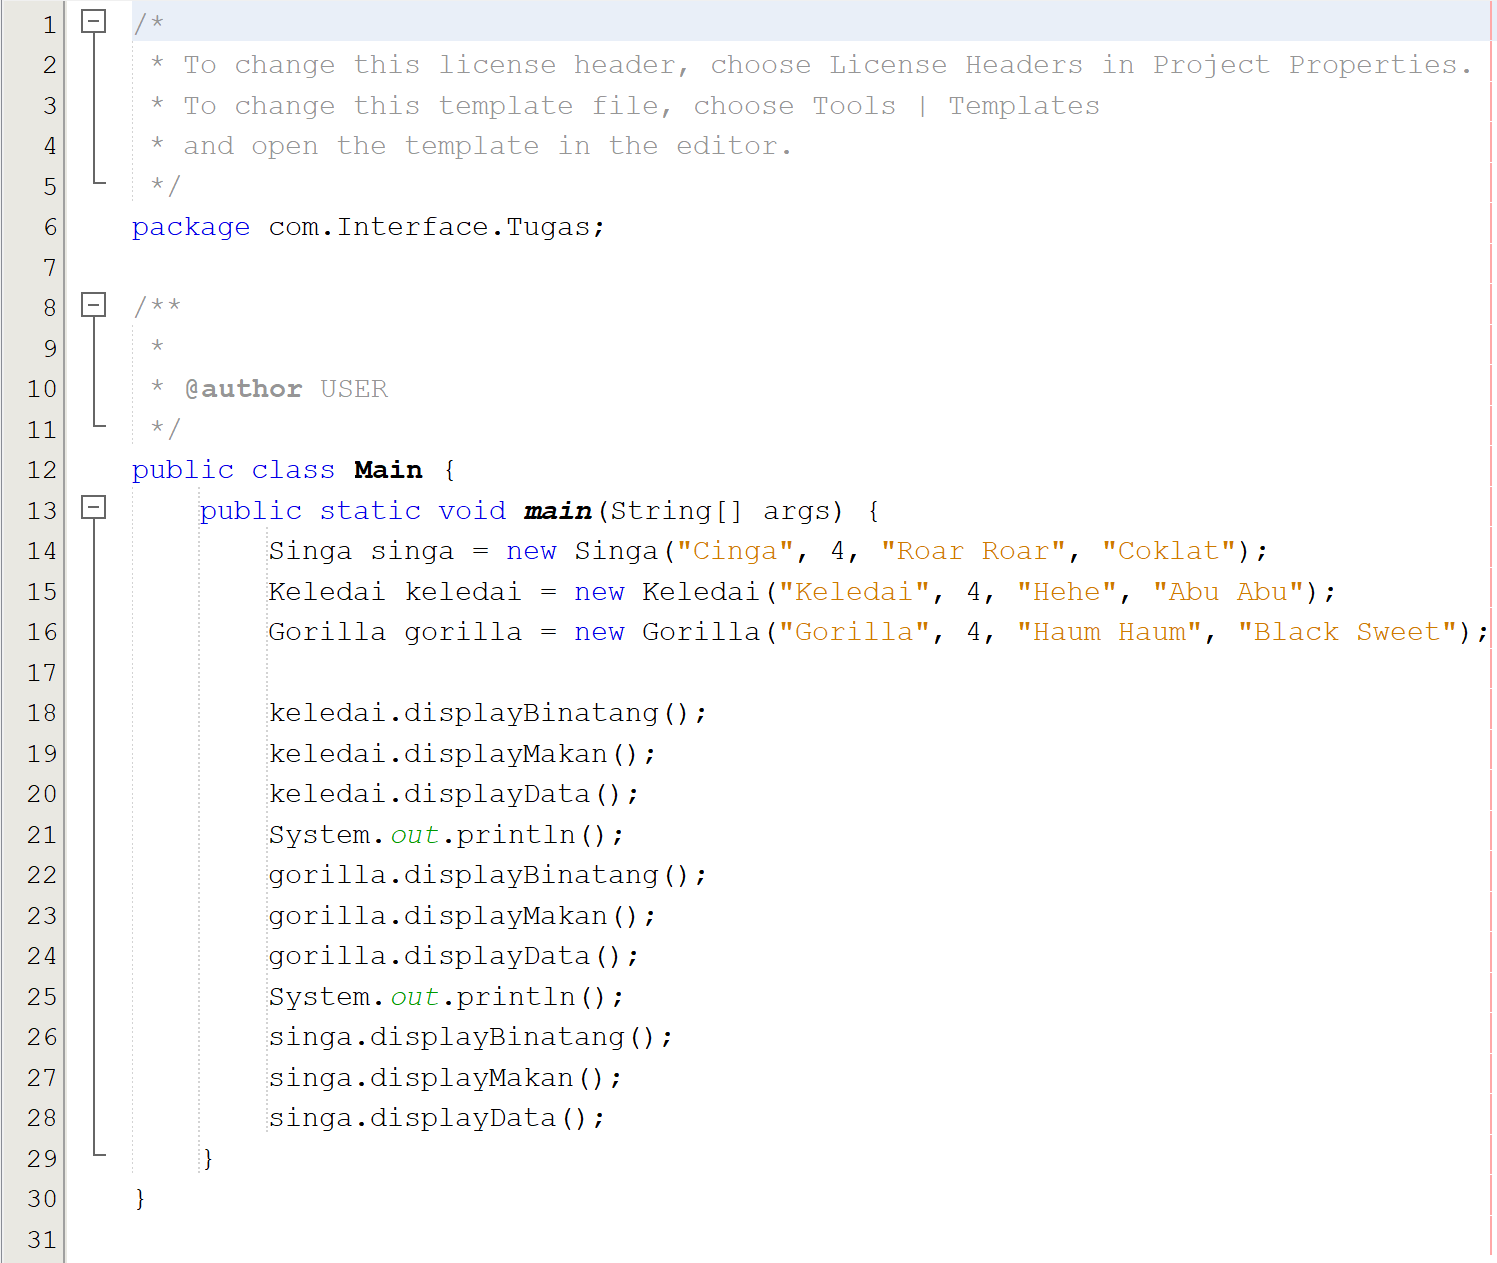 1 /*
2 * To change this license header, choose License Headers in Project Properties.
3 * To change this template file, choose Tools | Templates
4 * and open the template in the editor.
5 */
6 package com.Interface.Tugas;
7
8 /**
9 *
10 * @author USER
11 */
12 public class Main {
13 public static void main(String[] args) {
14 Singa singa = new Singa("Cinga", 4, "Roar Roar", "Coklat");
15 Keledai keledai = new Keledai("Keledai", 4, "Hehe", "Abu Abu");
16 Gorilla gorilla = new Gorilla("Gorilla", 4, "Haum Haum", "Black Sweet");
17
18 keledai.displayBinatang();
19 keledai.displayMakan();
20 keledai.displayData();
21 System.out.println();
22 gorilla.displayBinatang();
23 gorilla.displayMakan();
24 gorilla.displayData();
25 System.out.println();
26 singa.displayBinatang();
27 singa.displayMakan();
28 singa.displayData();
29 }
30 }
31